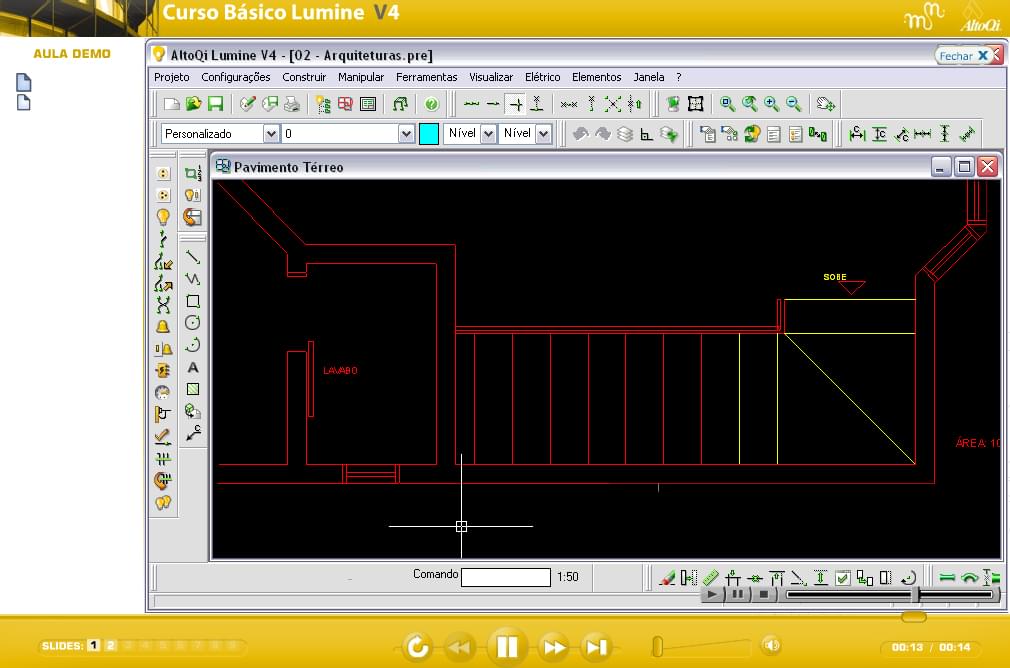 Curso Básico Lumine V4
AltoQi
AULA DEMO
AltoQi Lumine V4 - [02 - Arquiteturas.pre]
Fechar X
Projeto Configurações Construir Manipular Ferramentas Visualizar Elétrico Elementos Janela ?
Personalizado 0 Nível Nível
Pavimento Térreo
SOBE
LAVABO
ÁREA: 10
Comando 1:50
SLIDES: 1 2 3 4 5 6 7 8 9
00:13 / 00:14